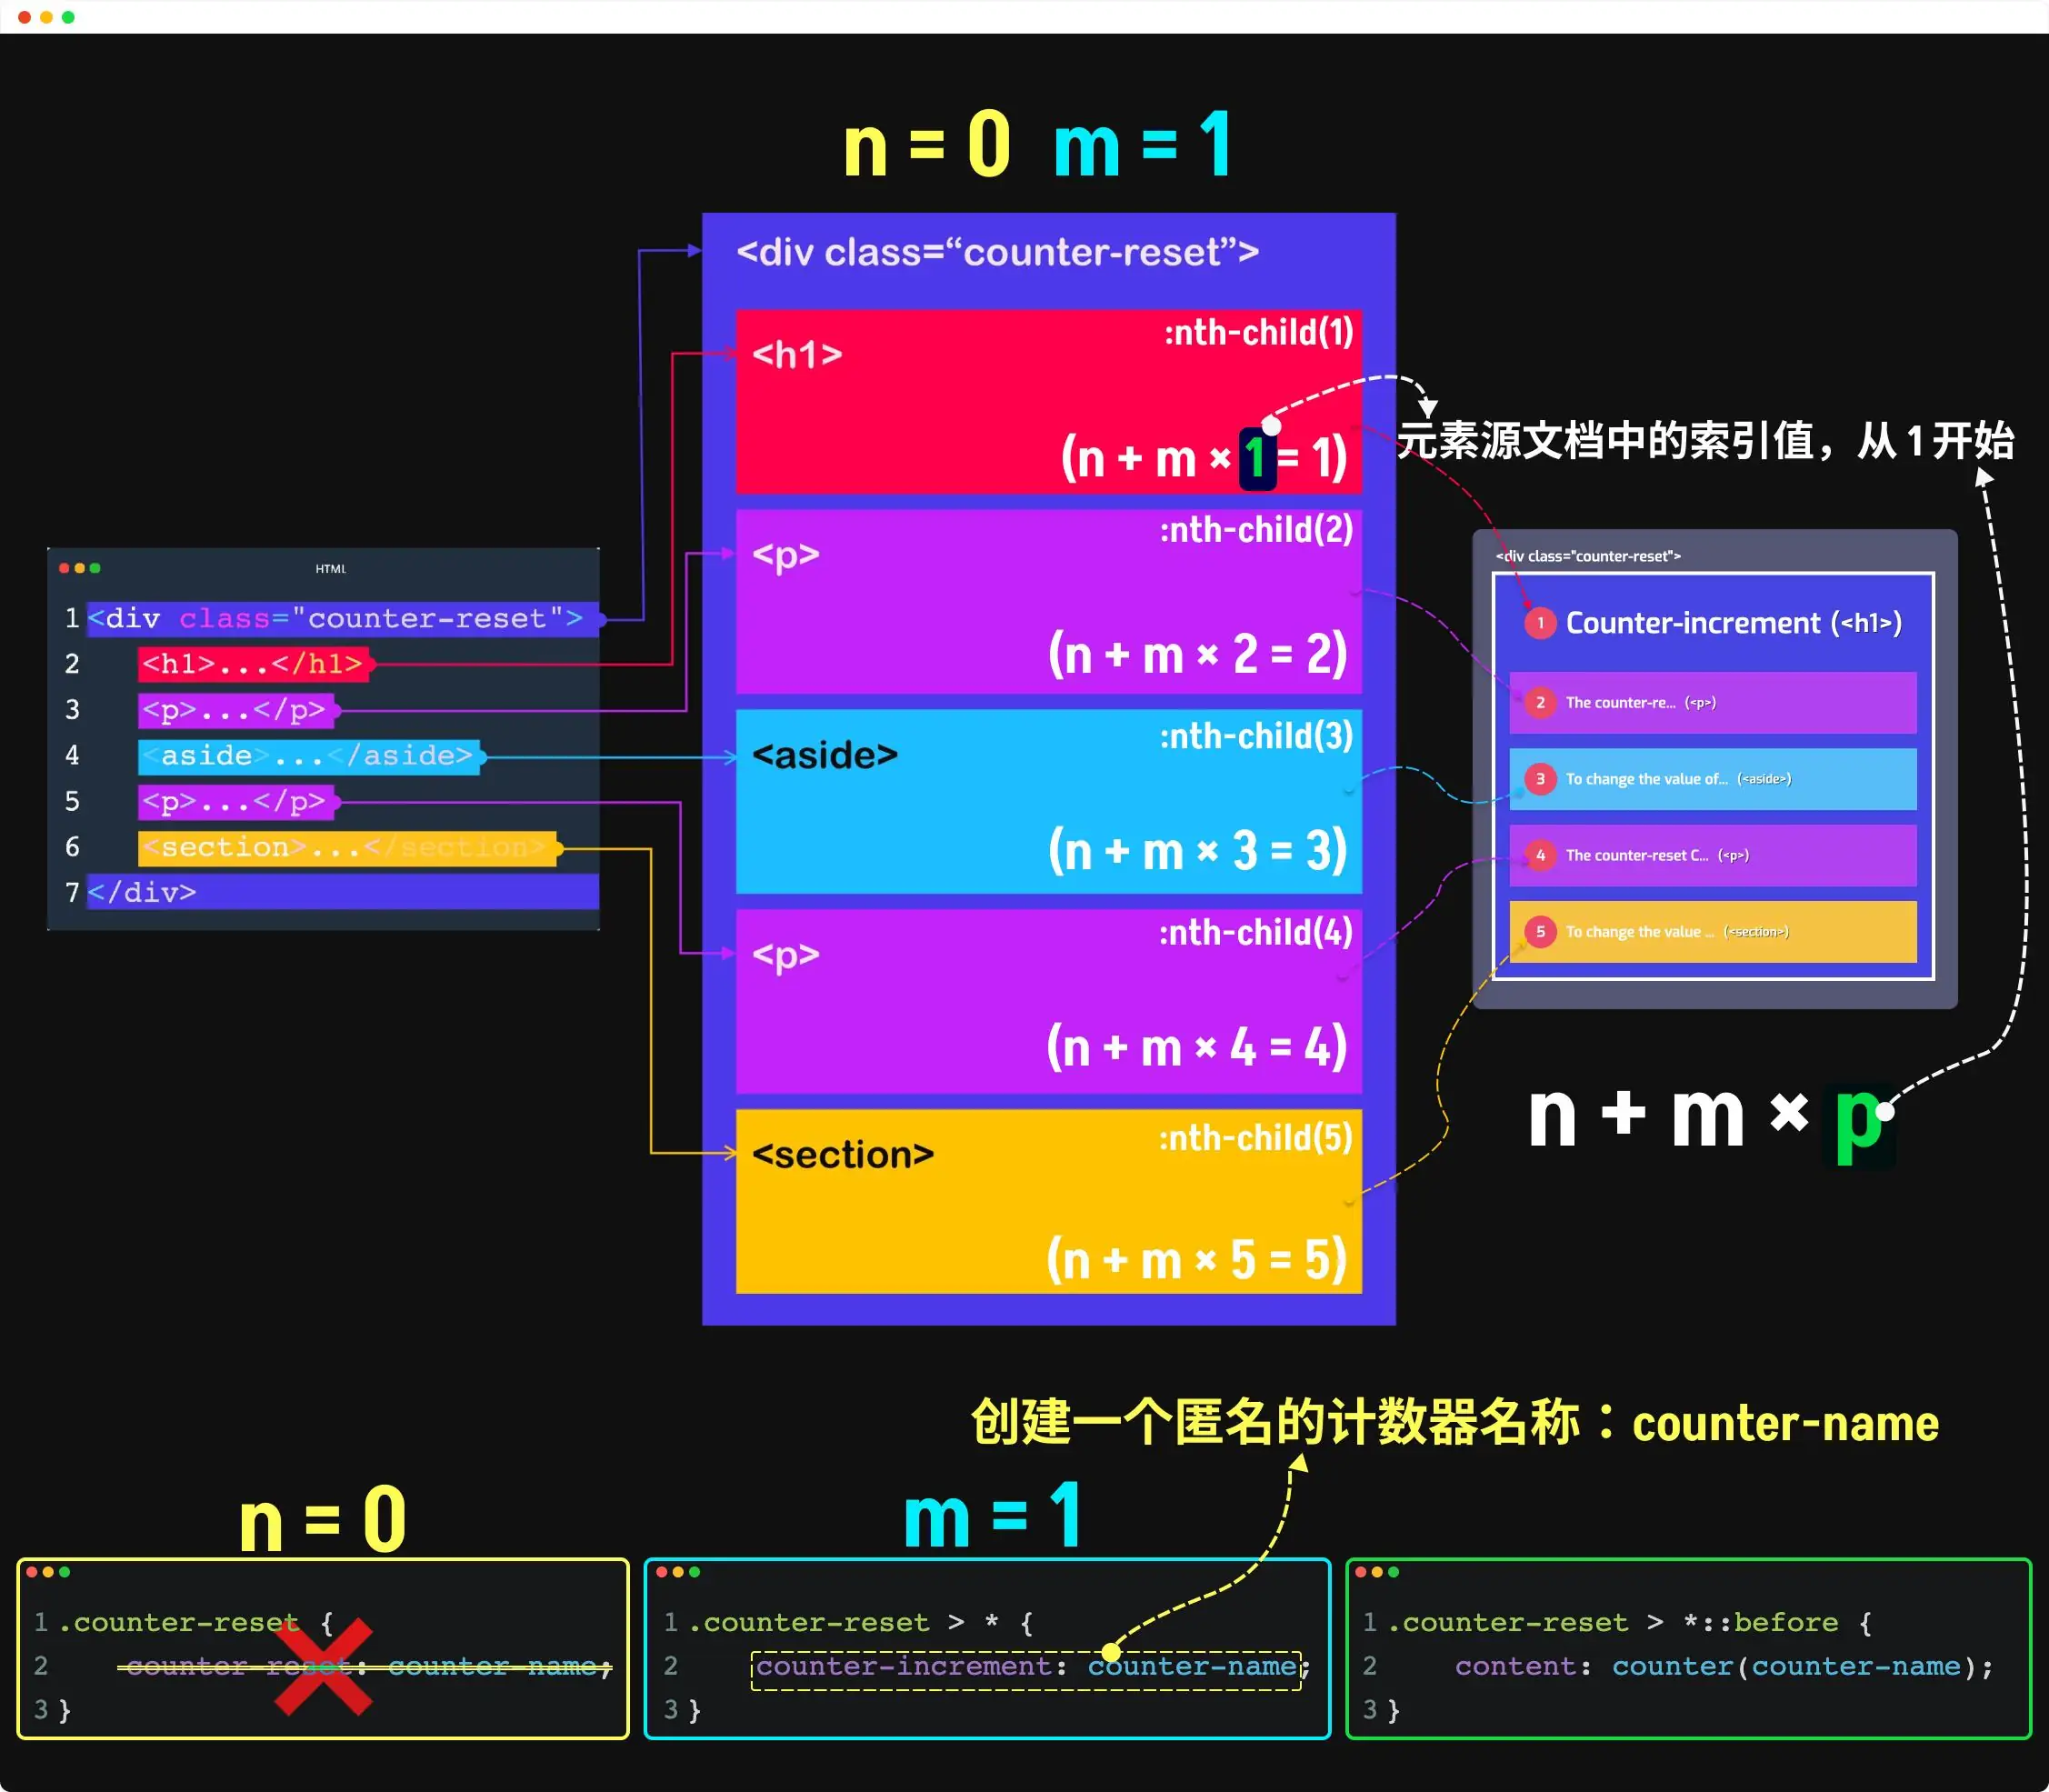 n = 0 m = 1
<div class=“counter-reset”>
<h1>
:nth-child(1)
(n + m × 1 = 1)
元素源文档中的索引值，从 1 开始
<p>
:nth-child(2)
(n + m × 2 = 2)
<aside>
:nth-child(3)
(n + m × 3 = 3)
<p>
:nth-child(4)
(n + m × 4 = 4)
<section>
:nth-child(5)
(n + m × 5 = 5)
HTML
1 <div class="counter-reset">
2 <h1>...</h1>
3 <p>...</p>
4 <aside>...</aside>
5 <p>...</p>
6 <section>...</section>
7 </div>
<div class="counter-reset">
1 Counter-increment (<h1>)
2 The counter-re... (<p>)
3 To change the value of... (<aside>)
4 The counter-reset C... (<p>)
5 To change the value ... (<section>)
n + m × p
创建一个匿名的计数器名称：counter-name
n = 0
1 .counter-reset {
2 counter-reset: counter-name;
3 }
m = 1
1 .counter-reset > * {
2 counter-increment: counter-name;
3 }
1 .counter-reset > *::before {
2 content: counter(counter-name);
3 }